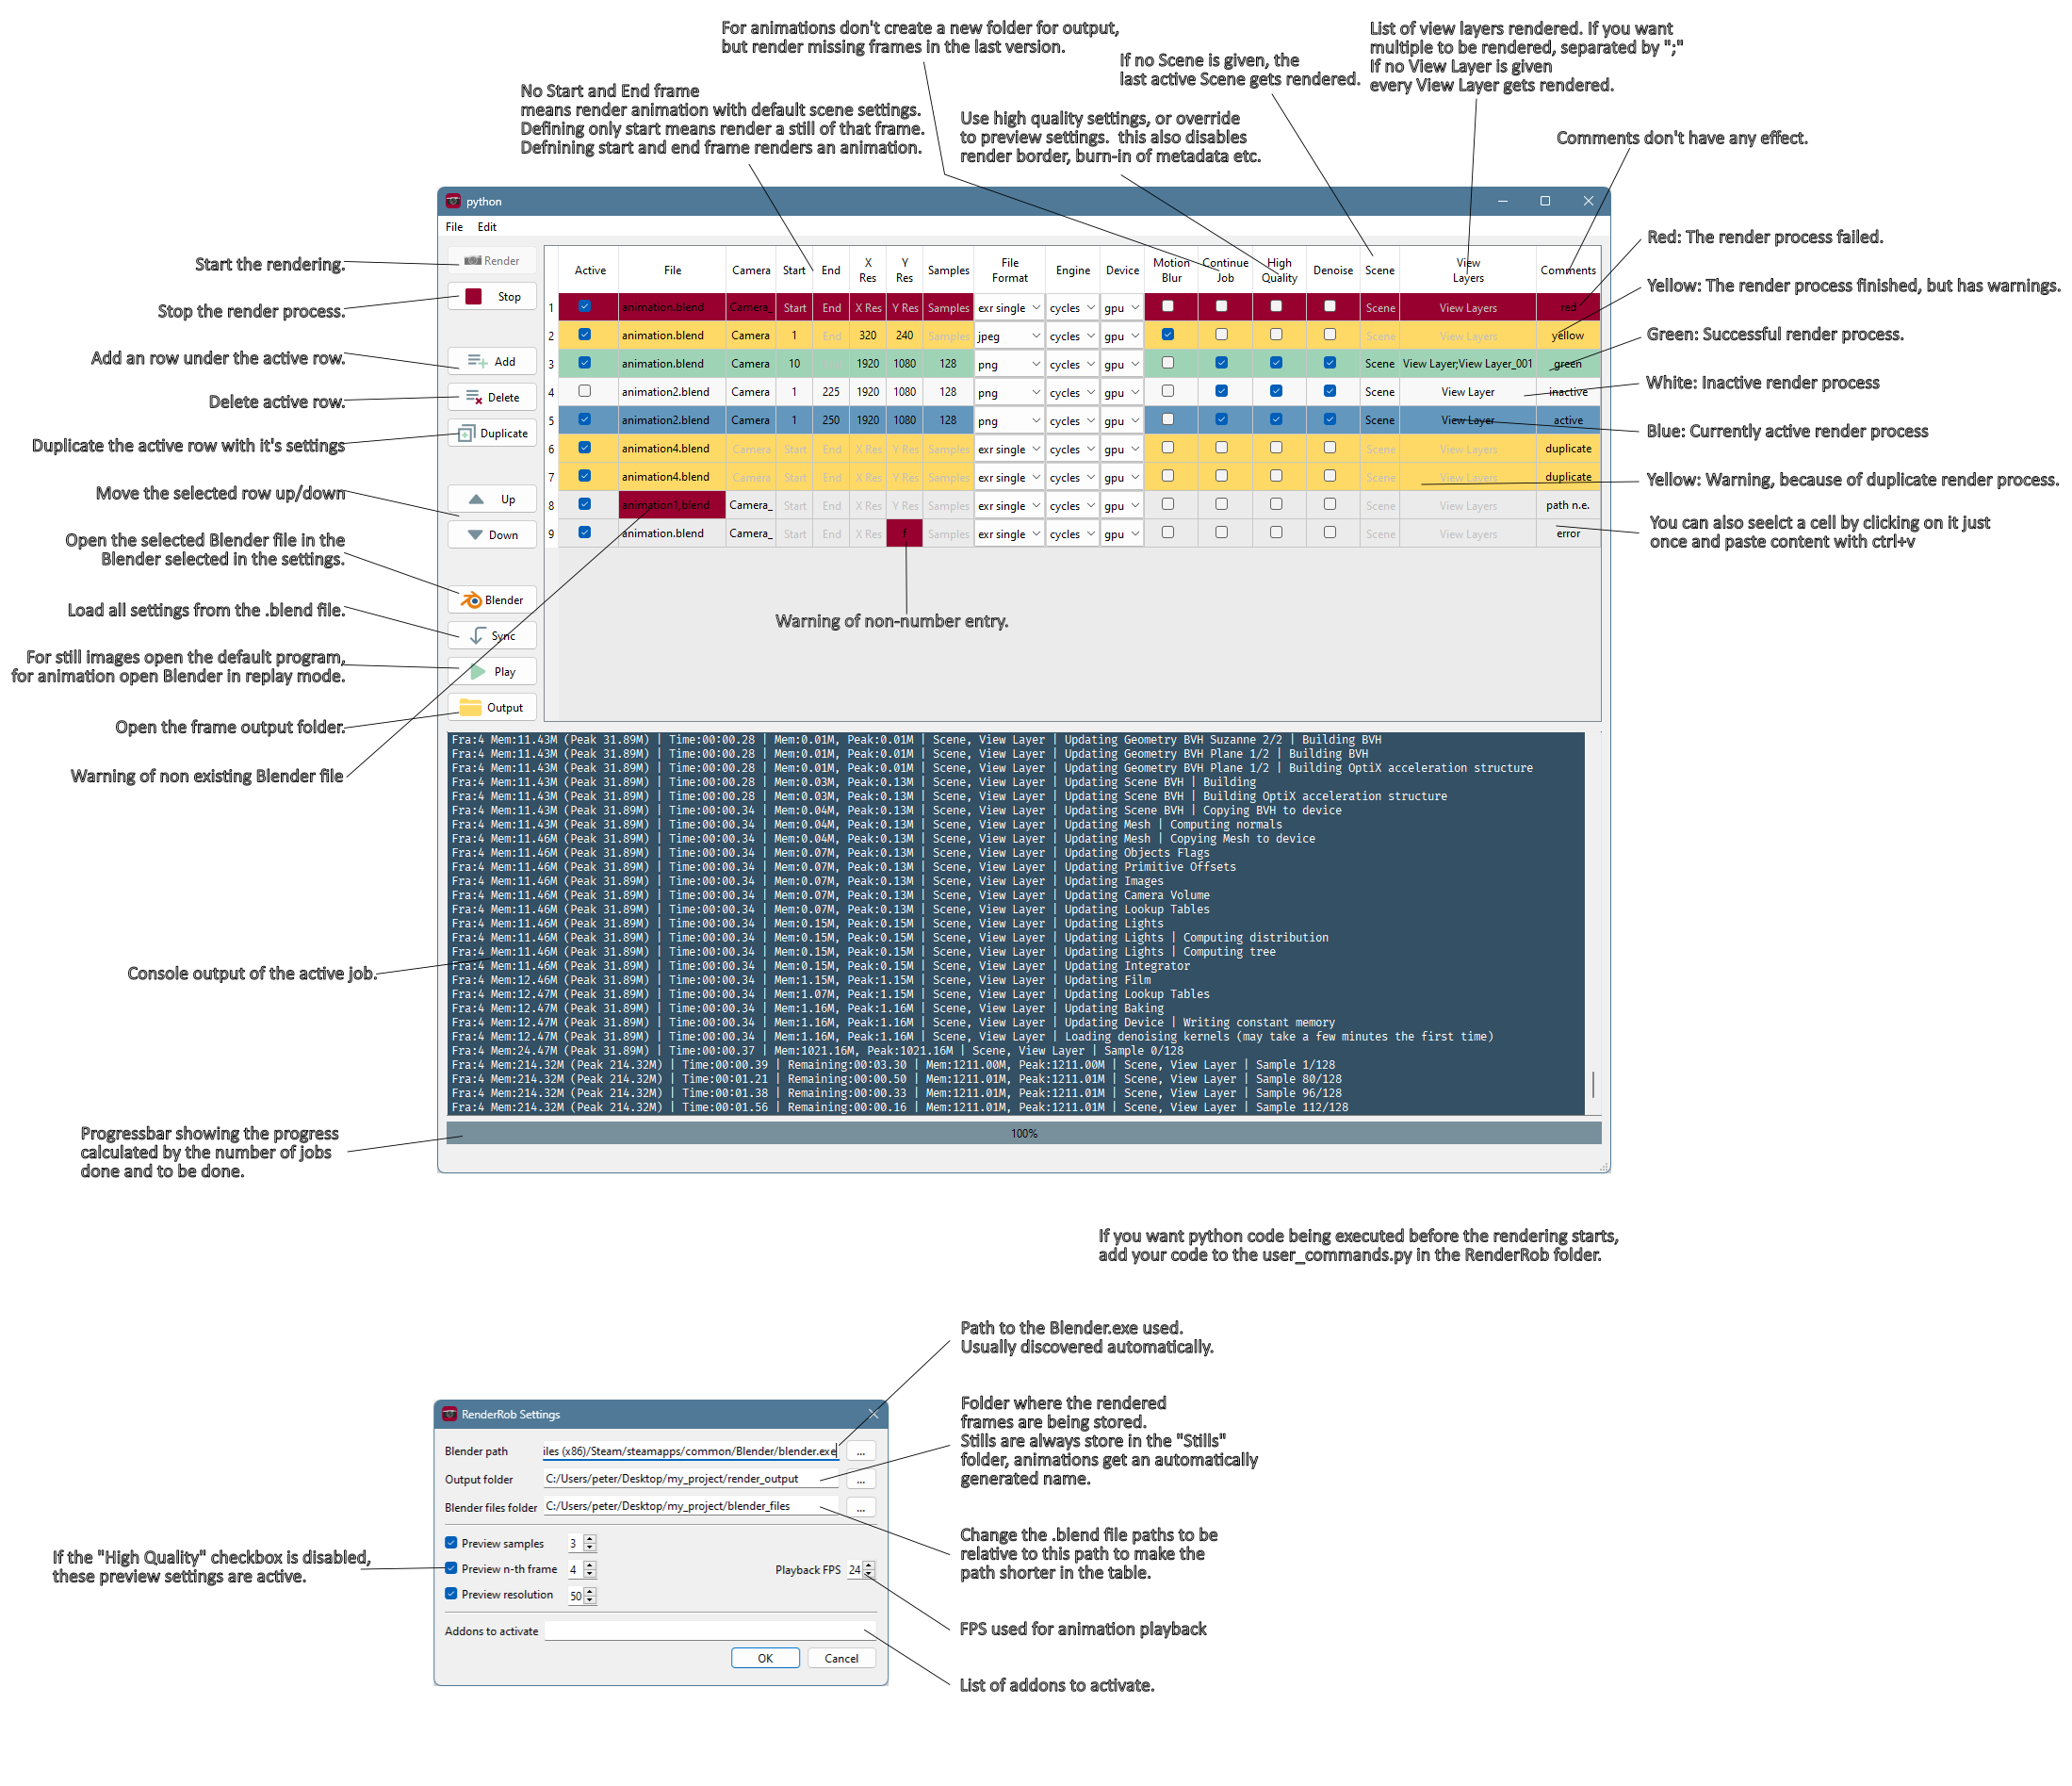 For animations don't create a new folder for output,
but render missing frames in the last version.
List of view layers rendered. If you want
multiple to be rendered, separated by ";"
If no View Layer is given
every View Layer gets rendered.
If no Scene is given, the
last active Scene gets rendered.
No Start and End frame
means render animation with default scene settings.
Defining only start means render a still of that frame.
Defnining start and end frame renders an animation.
Use high quality settings, or override
to preview settings.  this also disables
render border, burn-in of metadata etc.
Comments don't have any effect.
python
File Edit
Start the rendering.
Stop the render process.
Add an row under the active row.
Delete active row.
Duplicate the active row with it's settings
Move the selected row up/down
Open the selected Blender file in the
Blender selected in the settings.
Load all settings from the .blend file.
For still images open the default program,
for animation open Blender in replay mode.
Open the frame output folder.
Warning of non existing Blender file
Render
Stop
Add
Delete
Duplicate
Up
Down
Blender
Sync
Play
Output
Active File Camera Start End X Res Y Res Samples File Format Engine Device Motion Blur Continue Job High Quality Denoise Scene View Layers Comments
1 animation.blend Camera_ Start End X Res Y Res Samples exr single cycles gpu Scene View Layers red
2 animation.blend Camera 1 End 320 240 Samples jpeg cycles gpu Scene View Layers yellow
3 animation.blend Camera 10 1920 1080 128 png cycles gpu Scene View Layer;View Layer_001 green
4 animation2.blend Camera 1 225 1920 1080 128 png cycles gpu Scene View Layer inactive
5 animation2.blend Camera 1 250 1920 1080 128 png cycles gpu Scene View Layer active
6 animation4.blend Camera Start End X Res Y Res Samples exr single cycles gpu Scene View Layers duplicate
7 animation4.blend Camera Start End X Res Y Res Samples exr single cycles gpu Scene View Layers duplicate
8 animation1.blend Camera_ Start End X Res Y Res Samples exr single cycles gpu Scene View Layers path n.e.
9 animation.blend Camera_ Start End X Res f Samples exr single cycles gpu Scene View Layers error
Warning of non-number entry.
Red: The render process failed.
Yellow: The render process finished, but has warnings.
Green: Successful render process.
White: Inactive render process
Blue: Currently active render process
Yellow: Warning, because of duplicate render process.
You can also seelct a cell by clicking on it just
once and paste content with ctrl+v
Fra:4 Mem:11.43M (Peak 31.89M) | Time:00:00.28 | Mem:0.01M, Peak:0.01M | Scene, View Layer | Updating Geometry BVH Suzanne 2/2 | Building BVH
Fra:4 Mem:11.43M (Peak 31.89M) | Time:00:00.28 | Mem:0.01M, Peak:0.01M | Scene, View Layer | Updating Geometry BVH Plane 1/2 | Building BVH
Fra:4 Mem:11.43M (Peak 31.89M) | Time:00:00.28 | Mem:0.01M, Peak:0.01M | Scene, View Layer | Updating Geometry BVH Plane 1/2 | Building OptiX acceleration structure
Fra:4 Mem:11.43M (Peak 31.89M) | Time:00:00.28 | Mem:0.03M, Peak:0.13M | Scene, View Layer | Updating Scene BVH | Building
Fra:4 Mem:11.43M (Peak 31.89M) | Time:00:00.28 | Mem:0.03M, Peak:0.13M | Scene, View Layer | Updating Scene BVH | Building OptiX acceleration structure
Fra:4 Mem:11.43M (Peak 31.89M) | Time:00:00.34 | Mem:0.04M, Peak:0.13M | Scene, View Layer | Updating Scene BVH | Copying BVH to device
Fra:4 Mem:11.43M (Peak 31.89M) | Time:00:00.34 | Mem:0.04M, Peak:0.13M | Scene, View Layer | Updating Mesh | Computing normals
Fra:4 Mem:11.46M (Peak 31.89M) | Time:00:00.34 | Mem:0.04M, Peak:0.13M | Scene, View Layer | Updating Mesh | Copying Mesh to device
Fra:4 Mem:11.46M (Peak 31.89M) | Time:00:00.34 | Mem:0.07M, Peak:0.13M | Scene, View Layer | Updating Objects Flags
Fra:4 Mem:11.46M (Peak 31.89M) | Time:00:00.34 | Mem:0.07M, Peak:0.13M | Scene, View Layer | Updating Primitive Offsets
Fra:4 Mem:11.46M (Peak 31.89M) | Time:00:00.34 | Mem:0.07M, Peak:0.13M | Scene, View Layer | Updating Images
Fra:4 Mem:11.46M (Peak 31.89M) | Time:00:00.34 | Mem:0.07M, Peak:0.13M | Scene, View Layer | Updating Camera Volume
Fra:4 Mem:11.46M (Peak 31.89M) | Time:00:00.34 | Mem:0.07M, Peak:0.13M | Scene, View Layer | Updating Lookup Tables
Fra:4 Mem:11.46M (Peak 31.89M) | Time:00:00.34 | Mem:0.15M, Peak:0.15M | Scene, View Layer | Updating Lights
Fra:4 Mem:11.46M (Peak 31.89M) | Time:00:00.34 | Mem:0.15M, Peak:0.15M | Scene, View Layer | Updating Lights | Computing distribution
Fra:4 Mem:11.46M (Peak 31.89M) | Time:00:00.34 | Mem:0.15M, Peak:0.15M | Scene, View Layer | Updating Lights | Computing tree
Fra:4 Mem:11.46M (Peak 31.89M) | Time:00:00.34 | Mem:0.15M, Peak:0.15M | Scene, View Layer | Updating Integrator
Fra:4 Mem:12.46M (Peak 31.89M) | Time:00:00.34 | Mem:1.15M, Peak:1.15M | Scene, View Layer | Updating Film
Fra:4 Mem:12.47M (Peak 31.89M) | Time:00:00.34 | Mem:1.07M, Peak:1.15M | Scene, View Layer | Updating Lookup Tables
Fra:4 Mem:12.47M (Peak 31.89M) | Time:00:00.34 | Mem:1.16M, Peak:1.16M | Scene, View Layer | Updating Baking
Fra:4 Mem:12.47M (Peak 31.89M) | Time:00:00.34 | Mem:1.16M, Peak:1.16M | Scene, View Layer | Updating Device | Writing constant memory
Fra:4 Mem:12.47M (Peak 31.89M) | Time:00:00.34 | Mem:1.16M, Peak:1.16M | Scene, View Layer | Loading denoising kernels (may take a few minutes the first time)
Fra:4 Mem:24.47M (Peak 31.89M) | Time:00:00.37 | Mem:1021.16M, Peak:1021.16M | Scene, View Layer | Sample 0/128
Fra:4 Mem:214.32M (Peak 214.32M) | Time:00:00.39 | Remaining:00:03.30 | Mem:1211.00M, Peak:1211.00M | Scene, View Layer | Sample 1/128
Fra:4 Mem:214.32M (Peak 214.32M) | Time:00:01.21 | Remaining:00:00.50 | Mem:1211.01M, Peak:1211.01M | Scene, View Layer | Sample 80/128
Fra:4 Mem:214.32M (Peak 214.32M) | Time:00:01.38 | Remaining:00:00.33 | Mem:1211.01M, Peak:1211.01M | Scene, View Layer | Sample 96/128
Fra:4 Mem:214.32M (Peak 214.32M) | Time:00:01.56 | Remaining:00:00.16 | Mem:1211.01M, Peak:1211.01M | Scene, View Layer | Sample 112/128
Console output of the active job.
Progressbar showing the progress
calculated by the number of jobs
done and to be done.
100%
If you want python code being executed before the rendering starts,
add your code to the user_commands.py in the RenderRob folder.
Path to the Blender.exe used.
Usually discovered automatically.
Folder where the rendered
frames are being stored.
Stills are always store in the "Stills"
folder, animations get an automatically
generated name.
Change the .blend file paths to be
relative to this path to make the
path shorter in the table.
FPS used for animation playback
List of addons to activate.
If the "High Quality" checkbox is disabled,
these preview settings are active.
RenderRob Settings
Blender path iles (x86)/Steam/steamapps/common/Blender/blender.exe ...
Output folder C:/Users/peter/Desktop/my_project/render_output ...
Blender files folder C:/Users/peter/Desktop/my_project/blender_files ...
Preview samples 3
Preview n-th frame 4 Playback FPS 24
Preview resolution 50
Addons to activate
OK Cancel